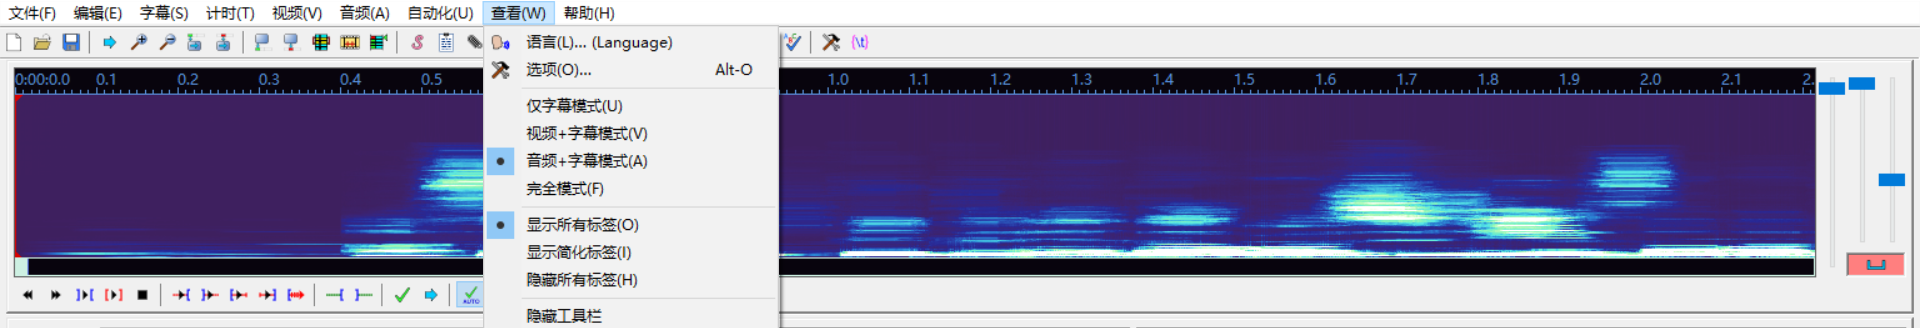 文件(F) 编辑(E) 字幕(S) 计时(T) 视频(V) 音频(A) 自动化(U) 查看(W) 帮助(H)
语言(L)... (Language)
选项(O)... Alt-O
0:00:0.0 0.1 0.2 0.3 0.4 0.5 1.0 1.1 1.2 1.3 1.4 1.5 1.6 1.7 1.8 1.9 2.0 2.1 2.
仅字幕模式(U)
视频+字幕模式(V)
音频+字幕模式(A)
完全模式(F)
显示所有标签(O)
显示简化标签(I)
隐藏所有标签(H)
AUTO
隐藏工具栏